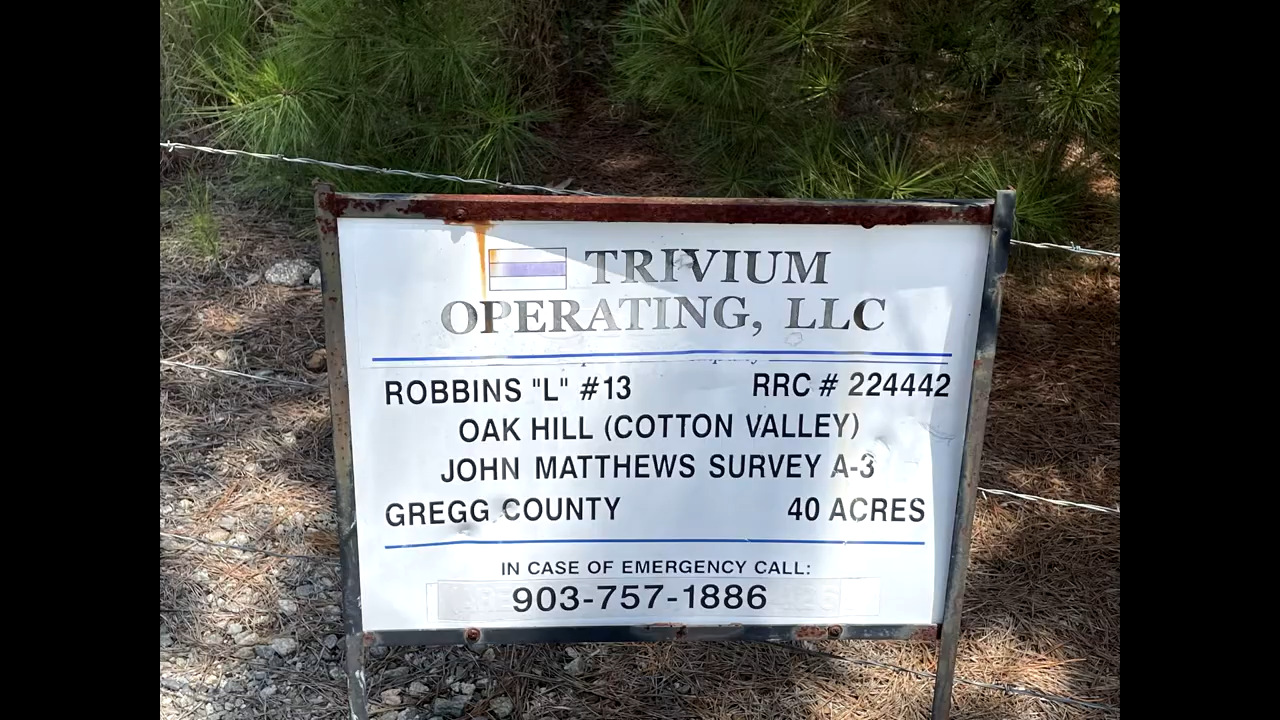 TRIVIUM
OPERATING, LLC
ROBBINS "L" #13 RRC # 224442
OAK HILL (COTTON VALLEY)
JOHN MATTHEWS SURVEY A-3
GREGG COUNTY 40 ACRES
IN CASE OF EMERGENCY CALL:
903-757-1886